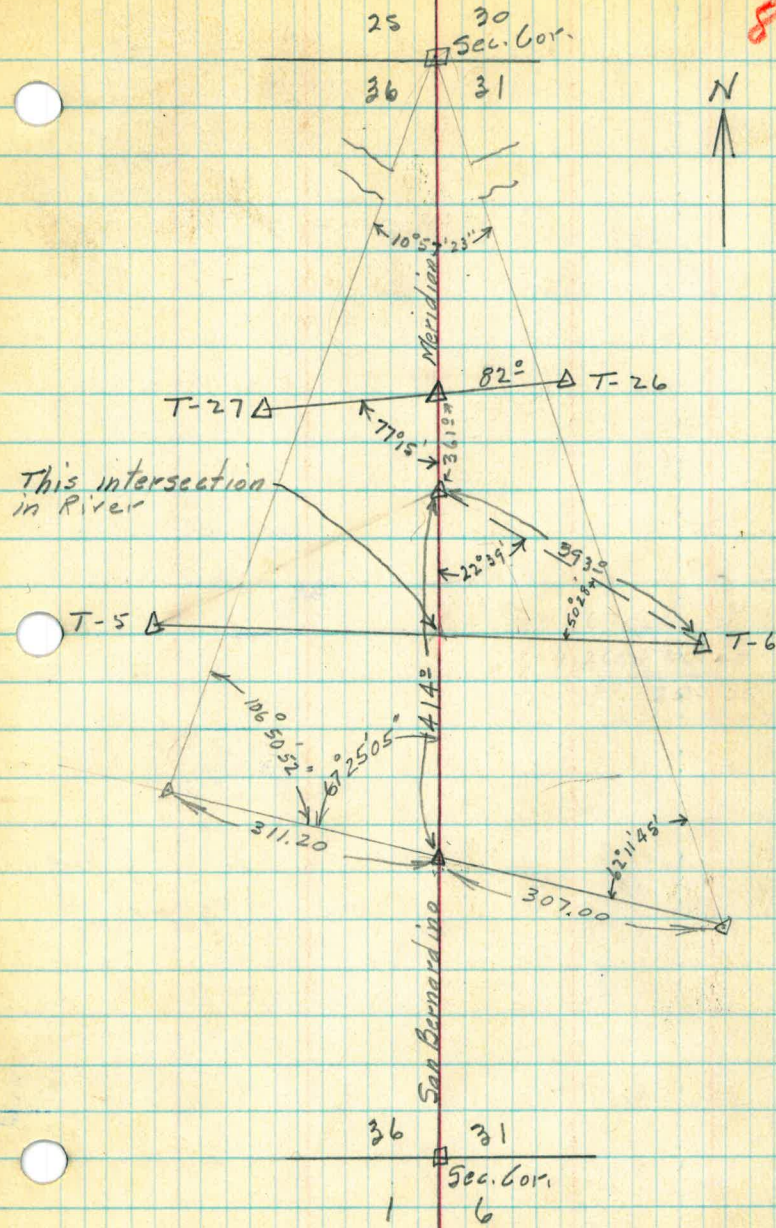 8
25 30
Sec. Cor.
36 31
N
10°57'23"
Meridian
82° T-26
T-27
77°15'
361°
This intersection
in River
22°39'
393°
50°28'
T-5
T-6
414°
106°50'52"
67°25'05"
311.20
62°11'45"
307.00
San Bernardino
36 31
Sec. Cor.
1 6